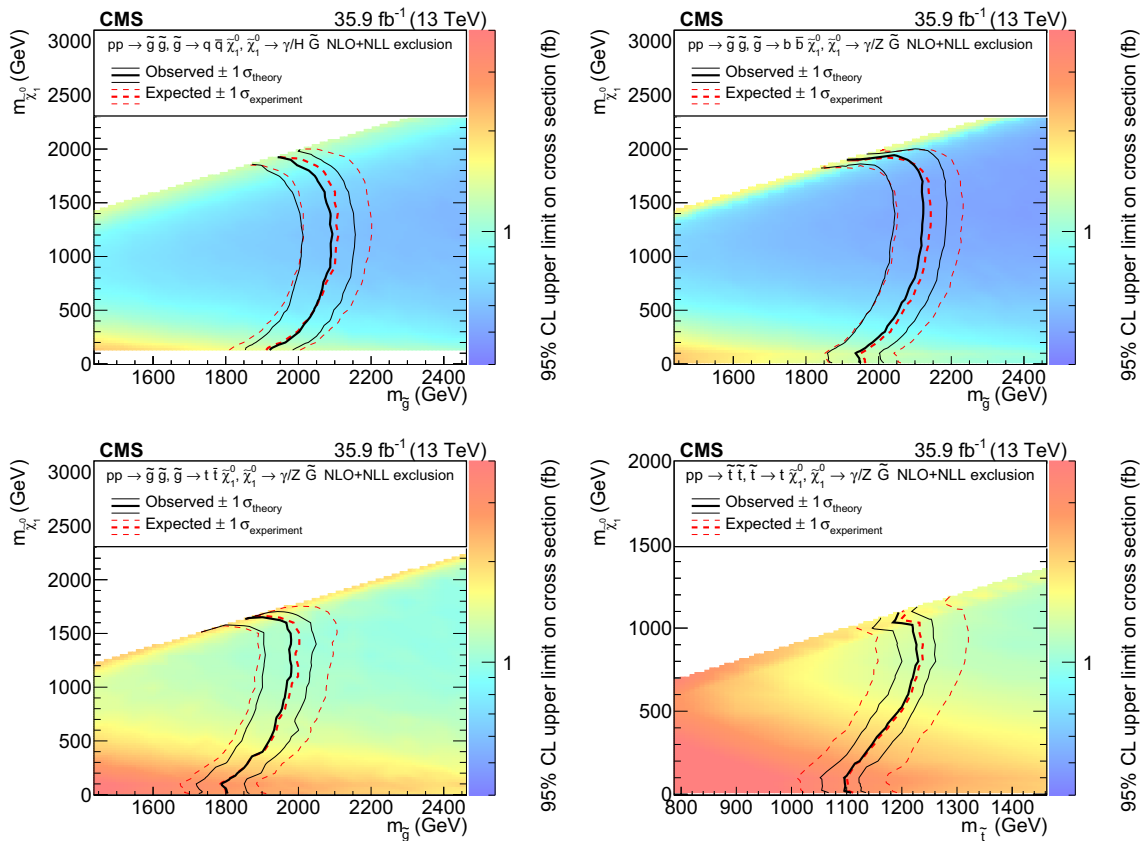 CMS 35.9 fb⁻¹ (13 TeV)
pp → g̃ g̃, g̃ → q q̄ χ̃₁⁰, χ̃₁⁰ → γ/H G̃ NLO+NLL exclusion
Observed ± 1 σtheory
Expected ± 1 σexperiment
3000
2500
2000
1500
1000
500
0
m χ̃₁⁰ (GeV)
1600 1800 2000 2200 2400
m g̃ (GeV)
1
95% CL upper limit on cross section (fb)
CMS 35.9 fb⁻¹ (13 TeV)
pp → g̃ g̃, g̃ → b b̄ χ̃₁⁰, χ̃₁⁰ → γ/Z G̃ NLO+NLL exclusion
Observed ± 1 σtheory
Expected ± 1 σexperiment
3000
2500
2000
1500
1000
500
0
m χ̃₁⁰ (GeV)
1600 1800 2000 2200 2400
m g̃ (GeV)
1
95% CL upper limit on cross section (fb)
CMS 35.9 fb⁻¹ (13 TeV)
pp → g̃ g̃, g̃ → t t̄ χ̃₁⁰, χ̃₁⁰ → γ/Z G̃ NLO+NLL exclusion
Observed ± 1 σtheory
Expected ± 1 σexperiment
3000
2500
2000
1500
1000
500
0
m χ̃₁⁰ (GeV)
1600 1800 2000 2200 2400
m g̃ (GeV)
1
95% CL upper limit on cross section (fb)
CMS 35.9 fb⁻¹ (13 TeV)
pp → t̃ t̃, t̃ → t χ̃₁⁰, χ̃₁⁰ → γ/Z G̃ NLO+NLL exclusion
Observed ± 1 σtheory
Expected ± 1 σexperiment
2000
1500
1000
500
0
m χ̃₁⁰ (GeV)
800 900 1000 1100 1200 1300 1400
m t̃ (GeV)
1
95% CL upper limit on cross section (fb)